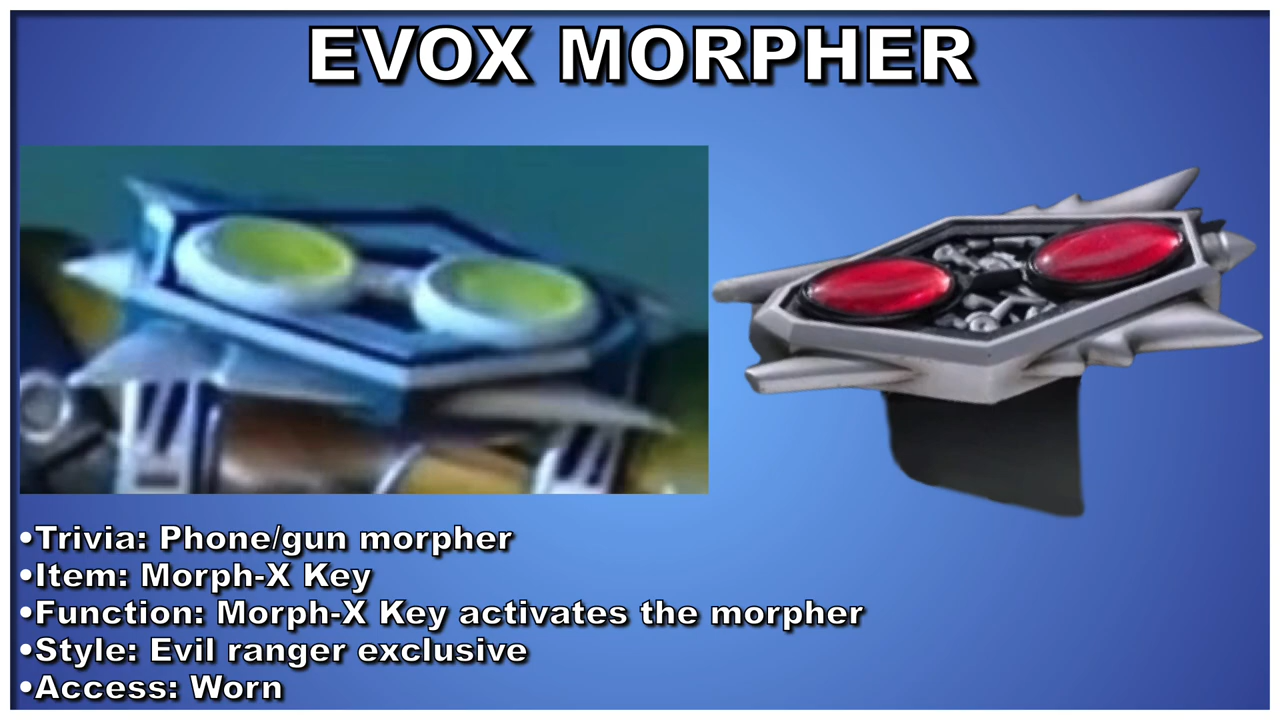 EVOX MORPHER
•Trivia: Phone/gun morpher
•Item: Morph-X Key
•Function: Morph-X Key activates the morpher
•Style: Evil ranger exclusive
•Access: Worn